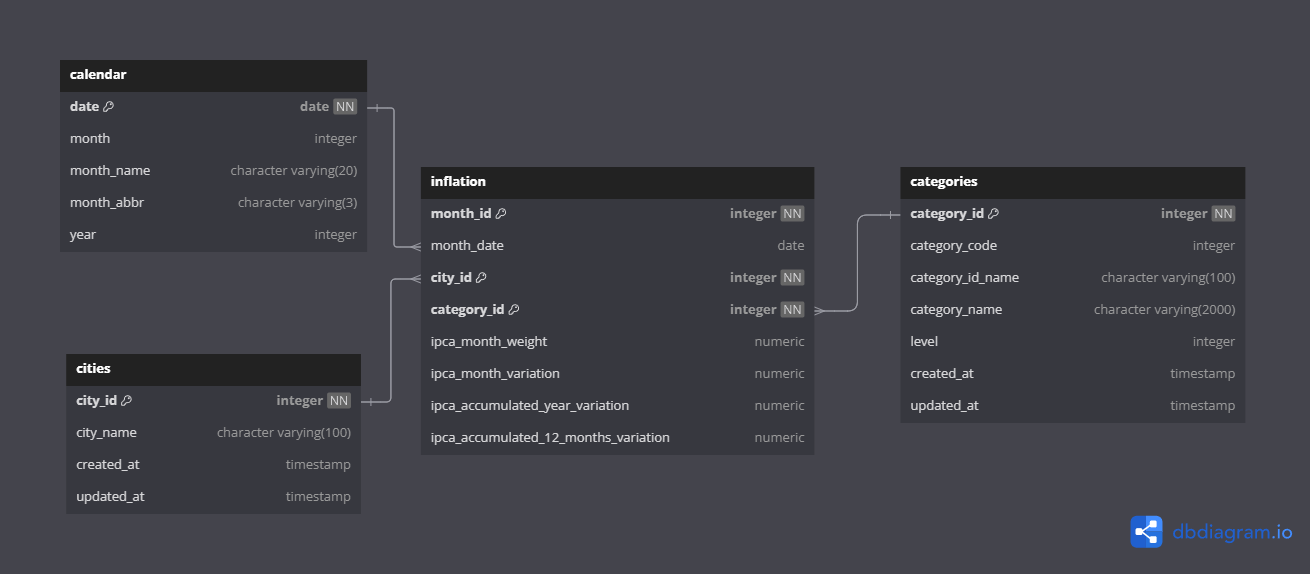 calendar
date date NN
month integer
month_name character varying(20)
month_abbr character varying(3)
year integer
cities
city_id integer NN
city_name character varying(100)
created_at timestamp
updated_at timestamp
inflation
month_id integer NN
month_date date
city_id integer NN
category_id integer NN
ipca_month_weight numeric
ipca_month_variation numeric
ipca_accumulated_year_variation numeric
ipca_accumulated_12_months_variation numeric
categories
category_id integer NN
category_code integer
category_id_name character varying(100)
category_name character varying(2000)
level integer
created_at timestamp
updated_at timestamp
dbdiagram.io